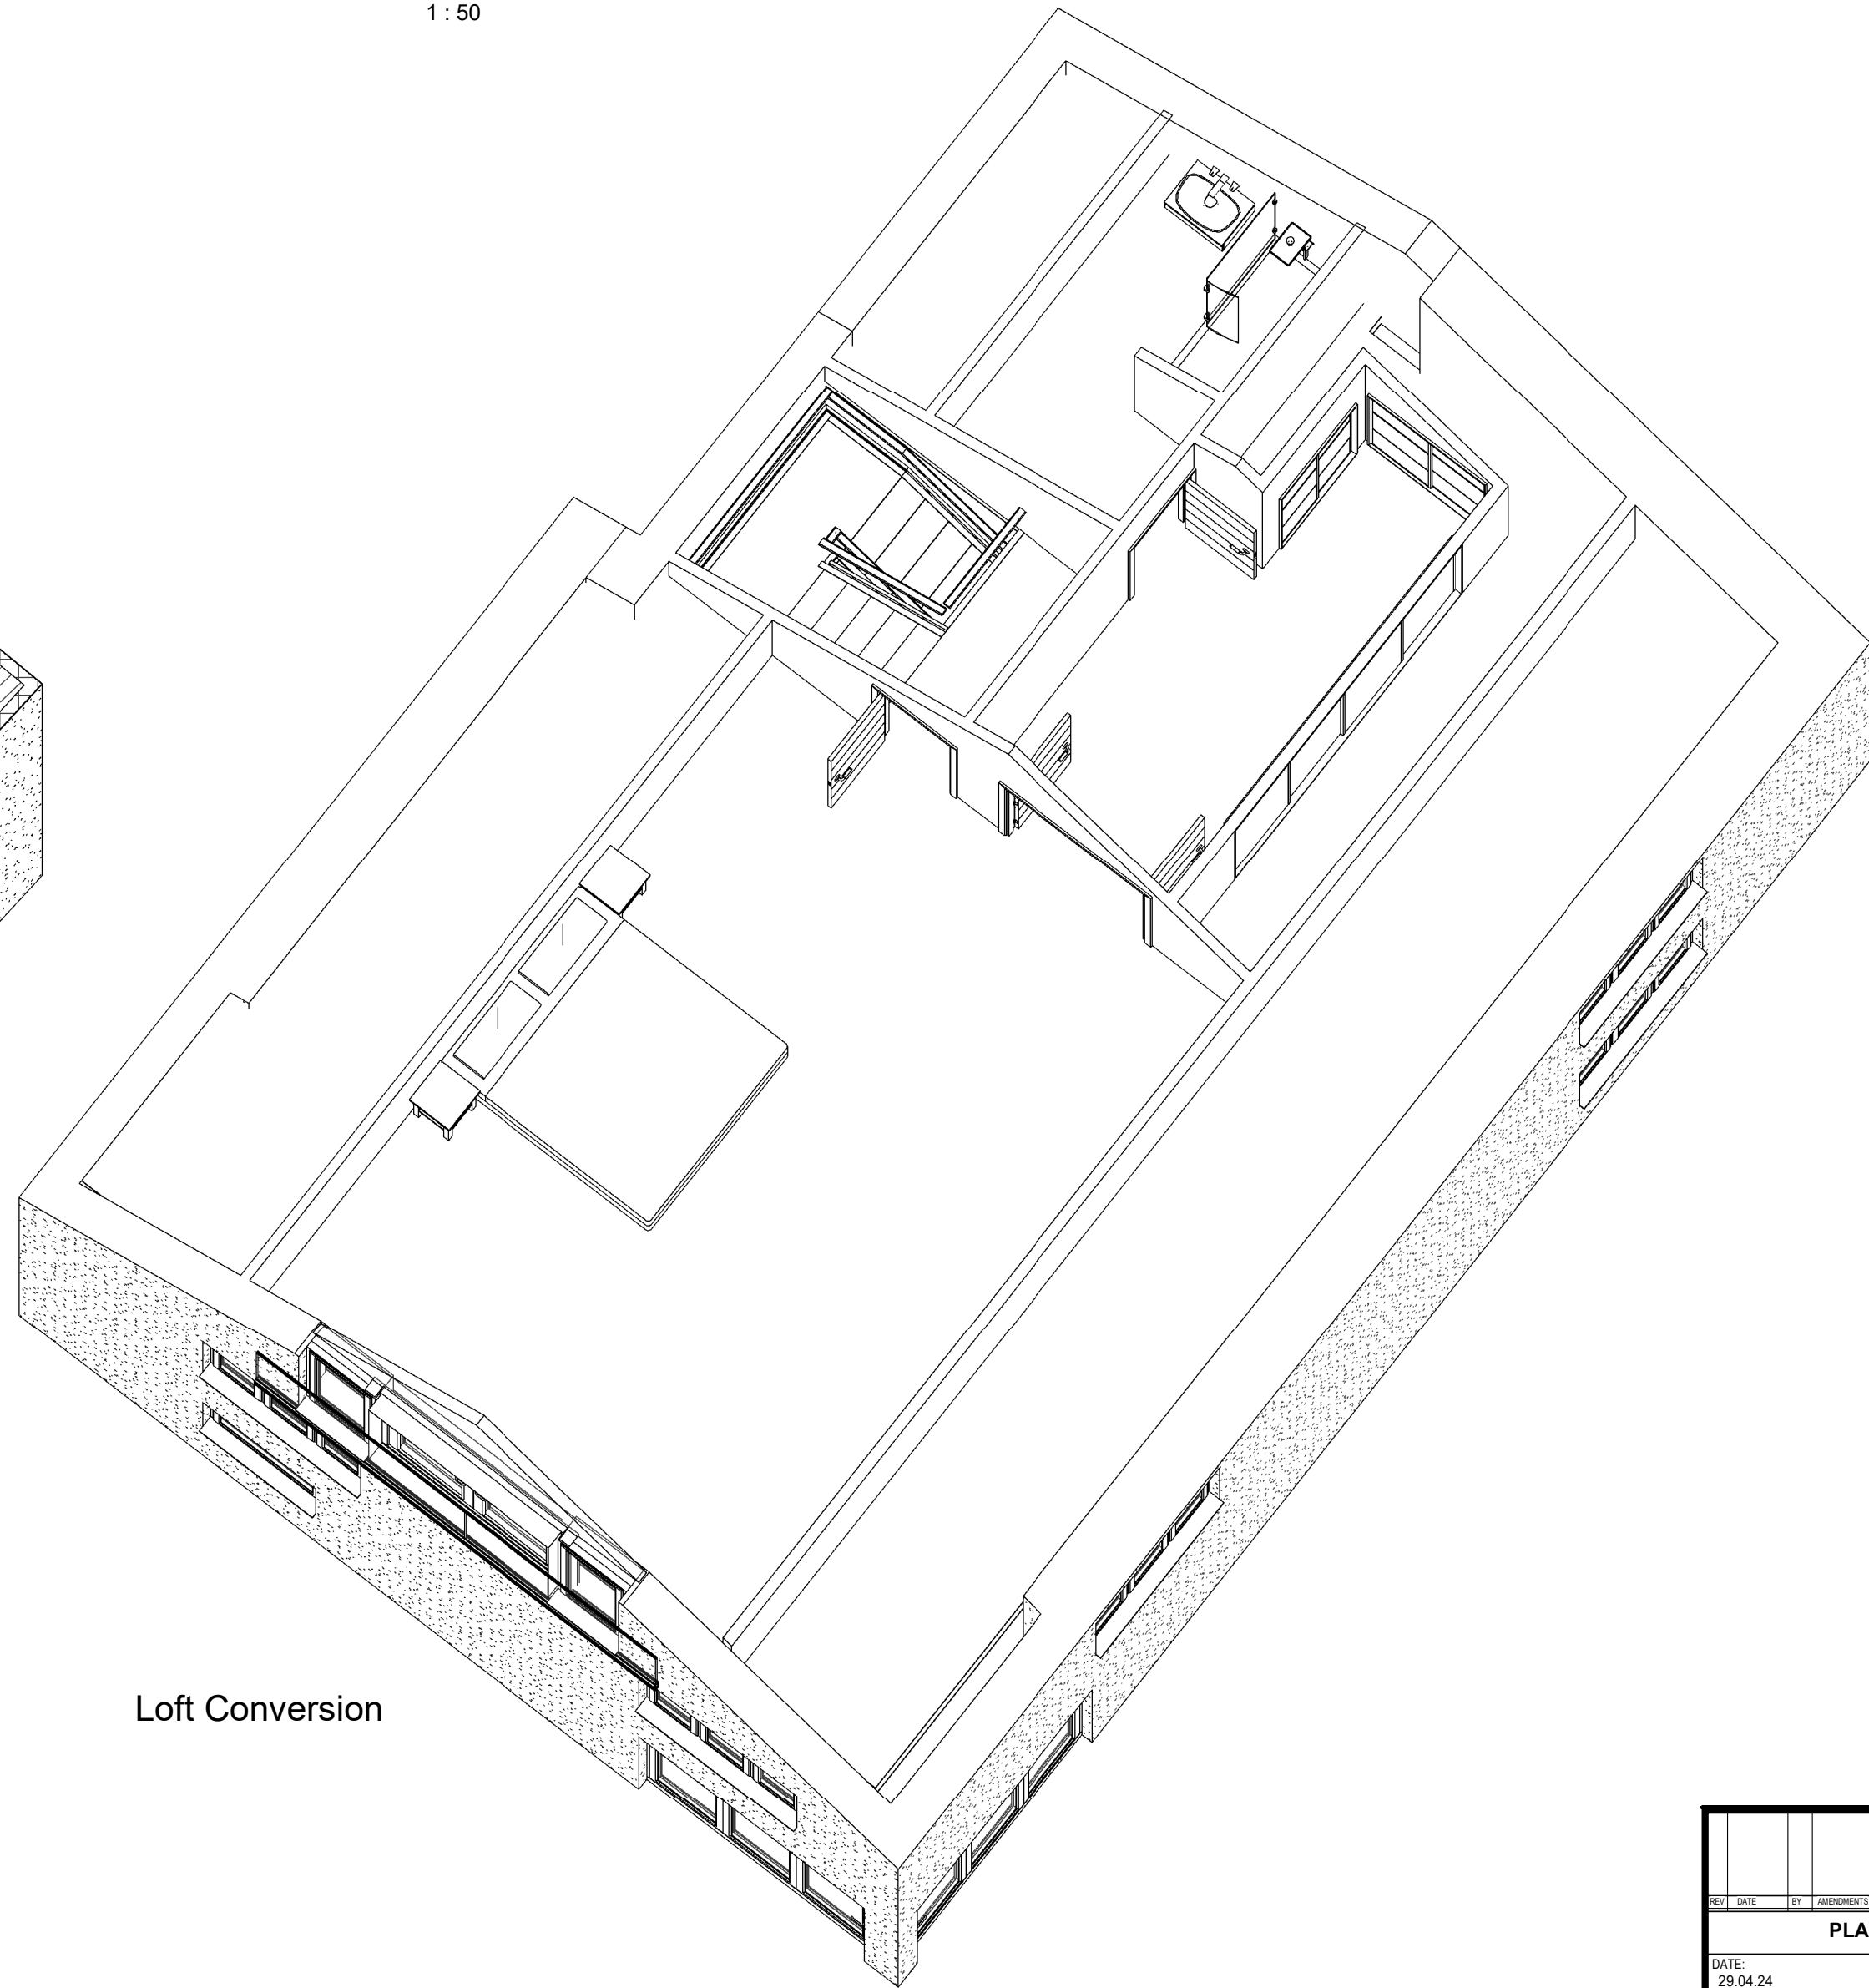 1 : 50
Loft Conversion
REV DATE BY AMENDMENTS
PLA
DATE:
29.04.24